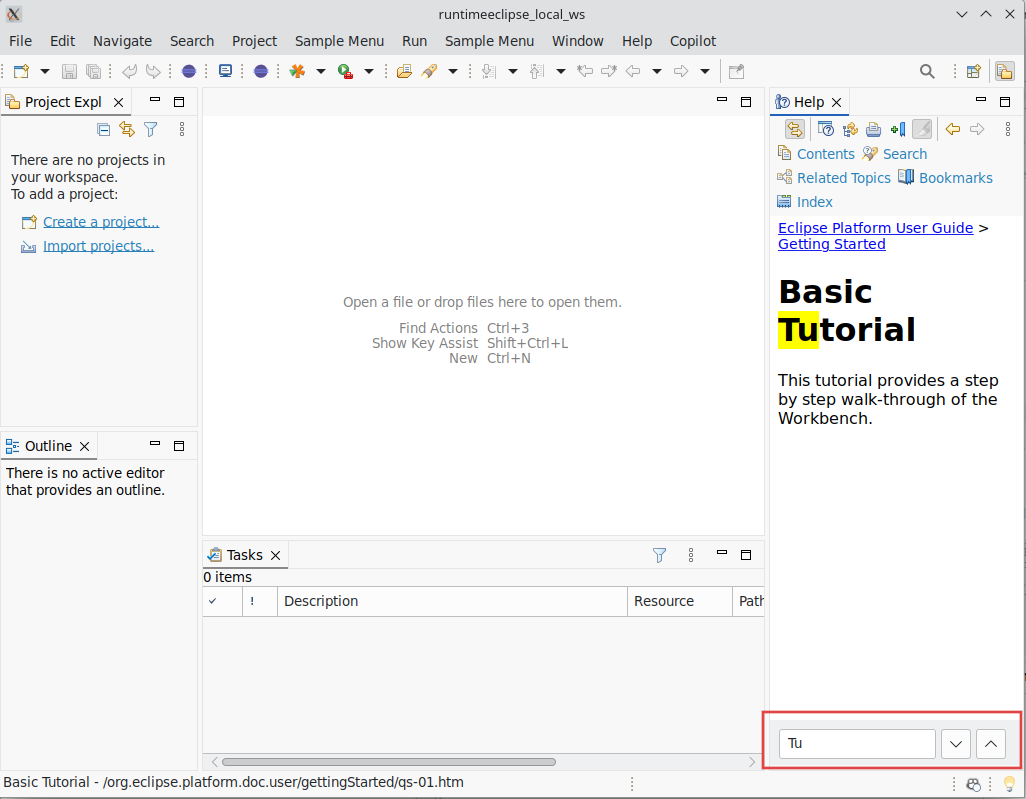 runtimeeclipse_local_ws
File Edit Navigate Search Project Sample Menu Run Sample Menu Window Help Copilot
Project Expl
There are no projects in
your workspace.
To add a project:
Create a project...
Import projects...
Outline
There is no active editor
that provides an outline.
Open a file or drop files here to open them.
Find Actions Ctrl+3
Show Key Assist Shift+Ctrl+L
New Ctrl+N
Tasks
0 items
! Description Resource Path
Help
Contents Search
Related Topics Bookmarks
Index
Eclipse Platform User Guide >
Getting Started
Basic
Tutorial
This tutorial provides a step
by step walk-through of the
Workbench.
Tu
Basic Tutorial - /org.eclipse.platform.doc.user/gettingStarted/qs-01.htm